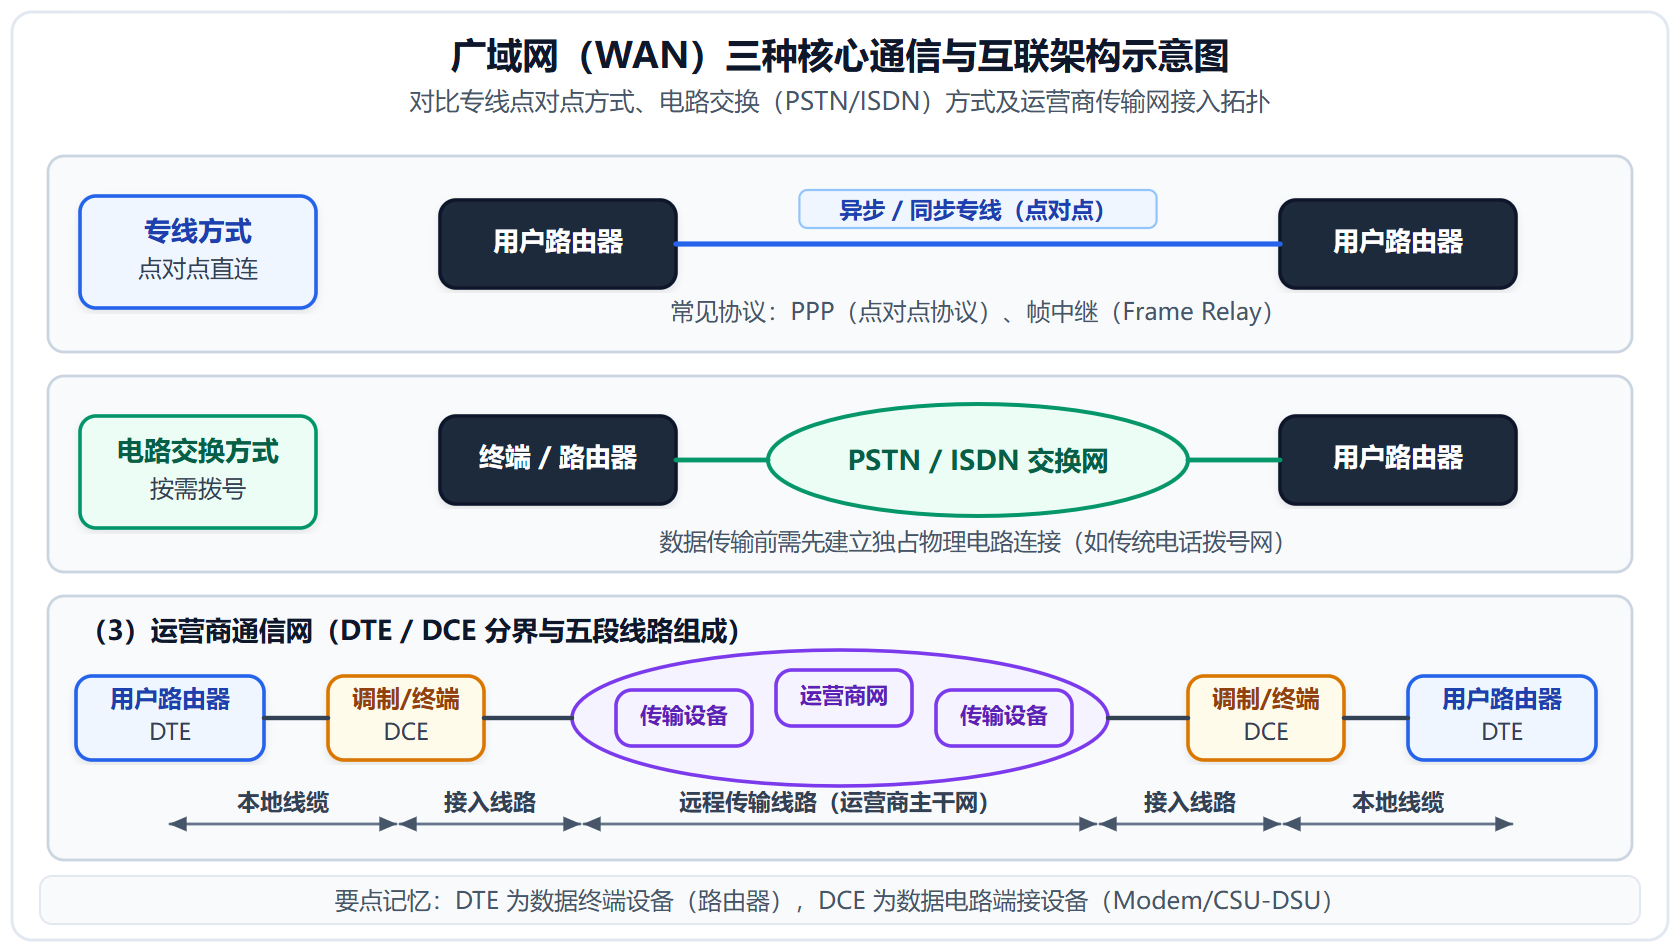 广域网（WAN）三种核心通信与互联架构示意图
对比专线点对点方式、电路交换（PSTN/ISDN）方式及运营商传输网接入拓扑
专线方式
点对点直连
用户路由器
异步 / 同步专线（点对点）
用户路由器
常见协议：PPP（点对点协议）、帧中继（Frame Relay）
电路交换方式
按需拨号
终端 / 路由器
PSTN / ISDN 交换网
用户路由器
数据传输前需先建立独占物理电路连接（如传统电话拨号网）
（3）运营商通信网（DTE / DCE 分界与五段线路组成）
用户路由器
DTE
调制/终端
DCE
传输设备
运营商网
传输设备
调制/终端
DCE
用户路由器
DTE
本地线缆
接入线路
远程传输线路（运营商主干网）
接入线路
本地线缆
要点记忆：DTE 为数据终端设备（路由器），DCE 为数据电路端接设备（Modem/CSU-DSU）